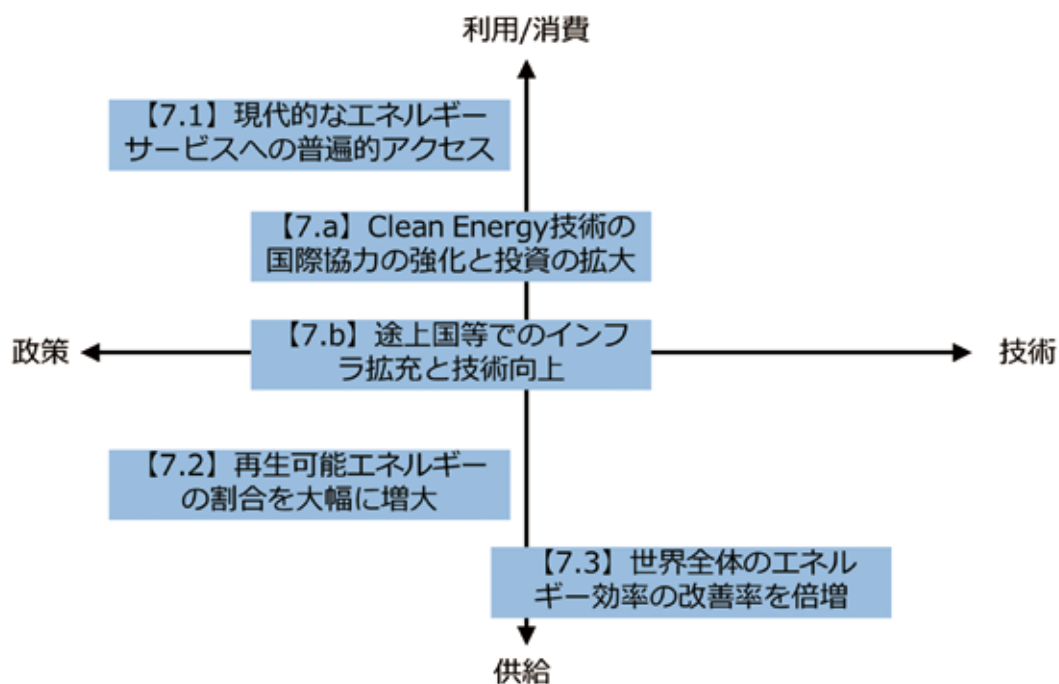 利用/消費
【7.1】現代的なエネルギー
サービスへの普遍的アクセス
【7.a】Clean Energy技術の
国際協力の強化と投資の拡大
政策
【7.b】途上国等でのインフ
ラ拡充と技術向上
技術
【7.2】再生可能エネルギー
の割合を大幅に増大
【7.3】世界全体のエネル
ギー効率の改善率を倍増
供給